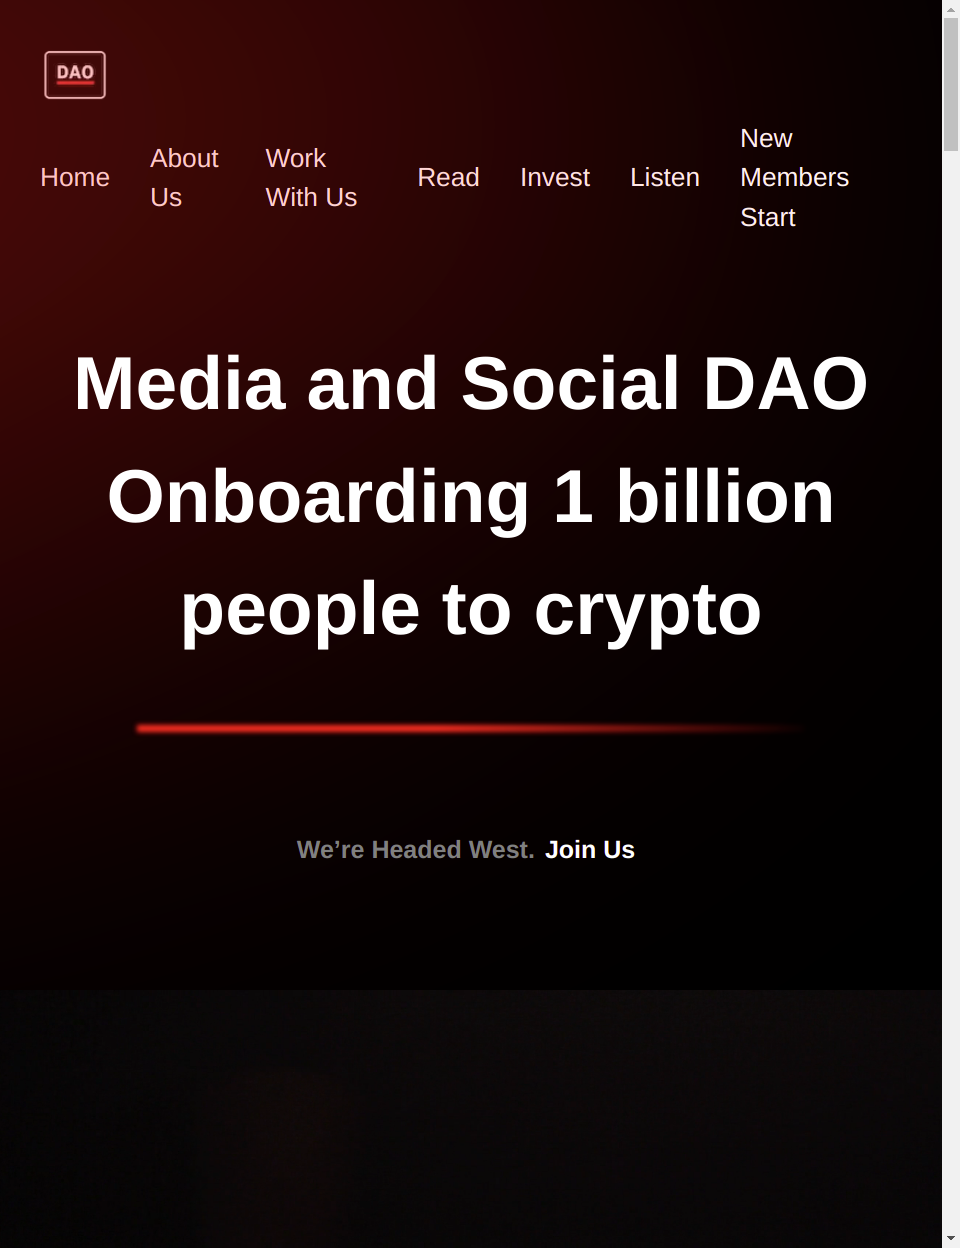 DAO
Home
About
Us
Work
With Us
Read
Invest
Listen
New
Members
Start
Media and Social DAO
Onboarding 1 billion
people to crypto
We’re Headed West. Join Us